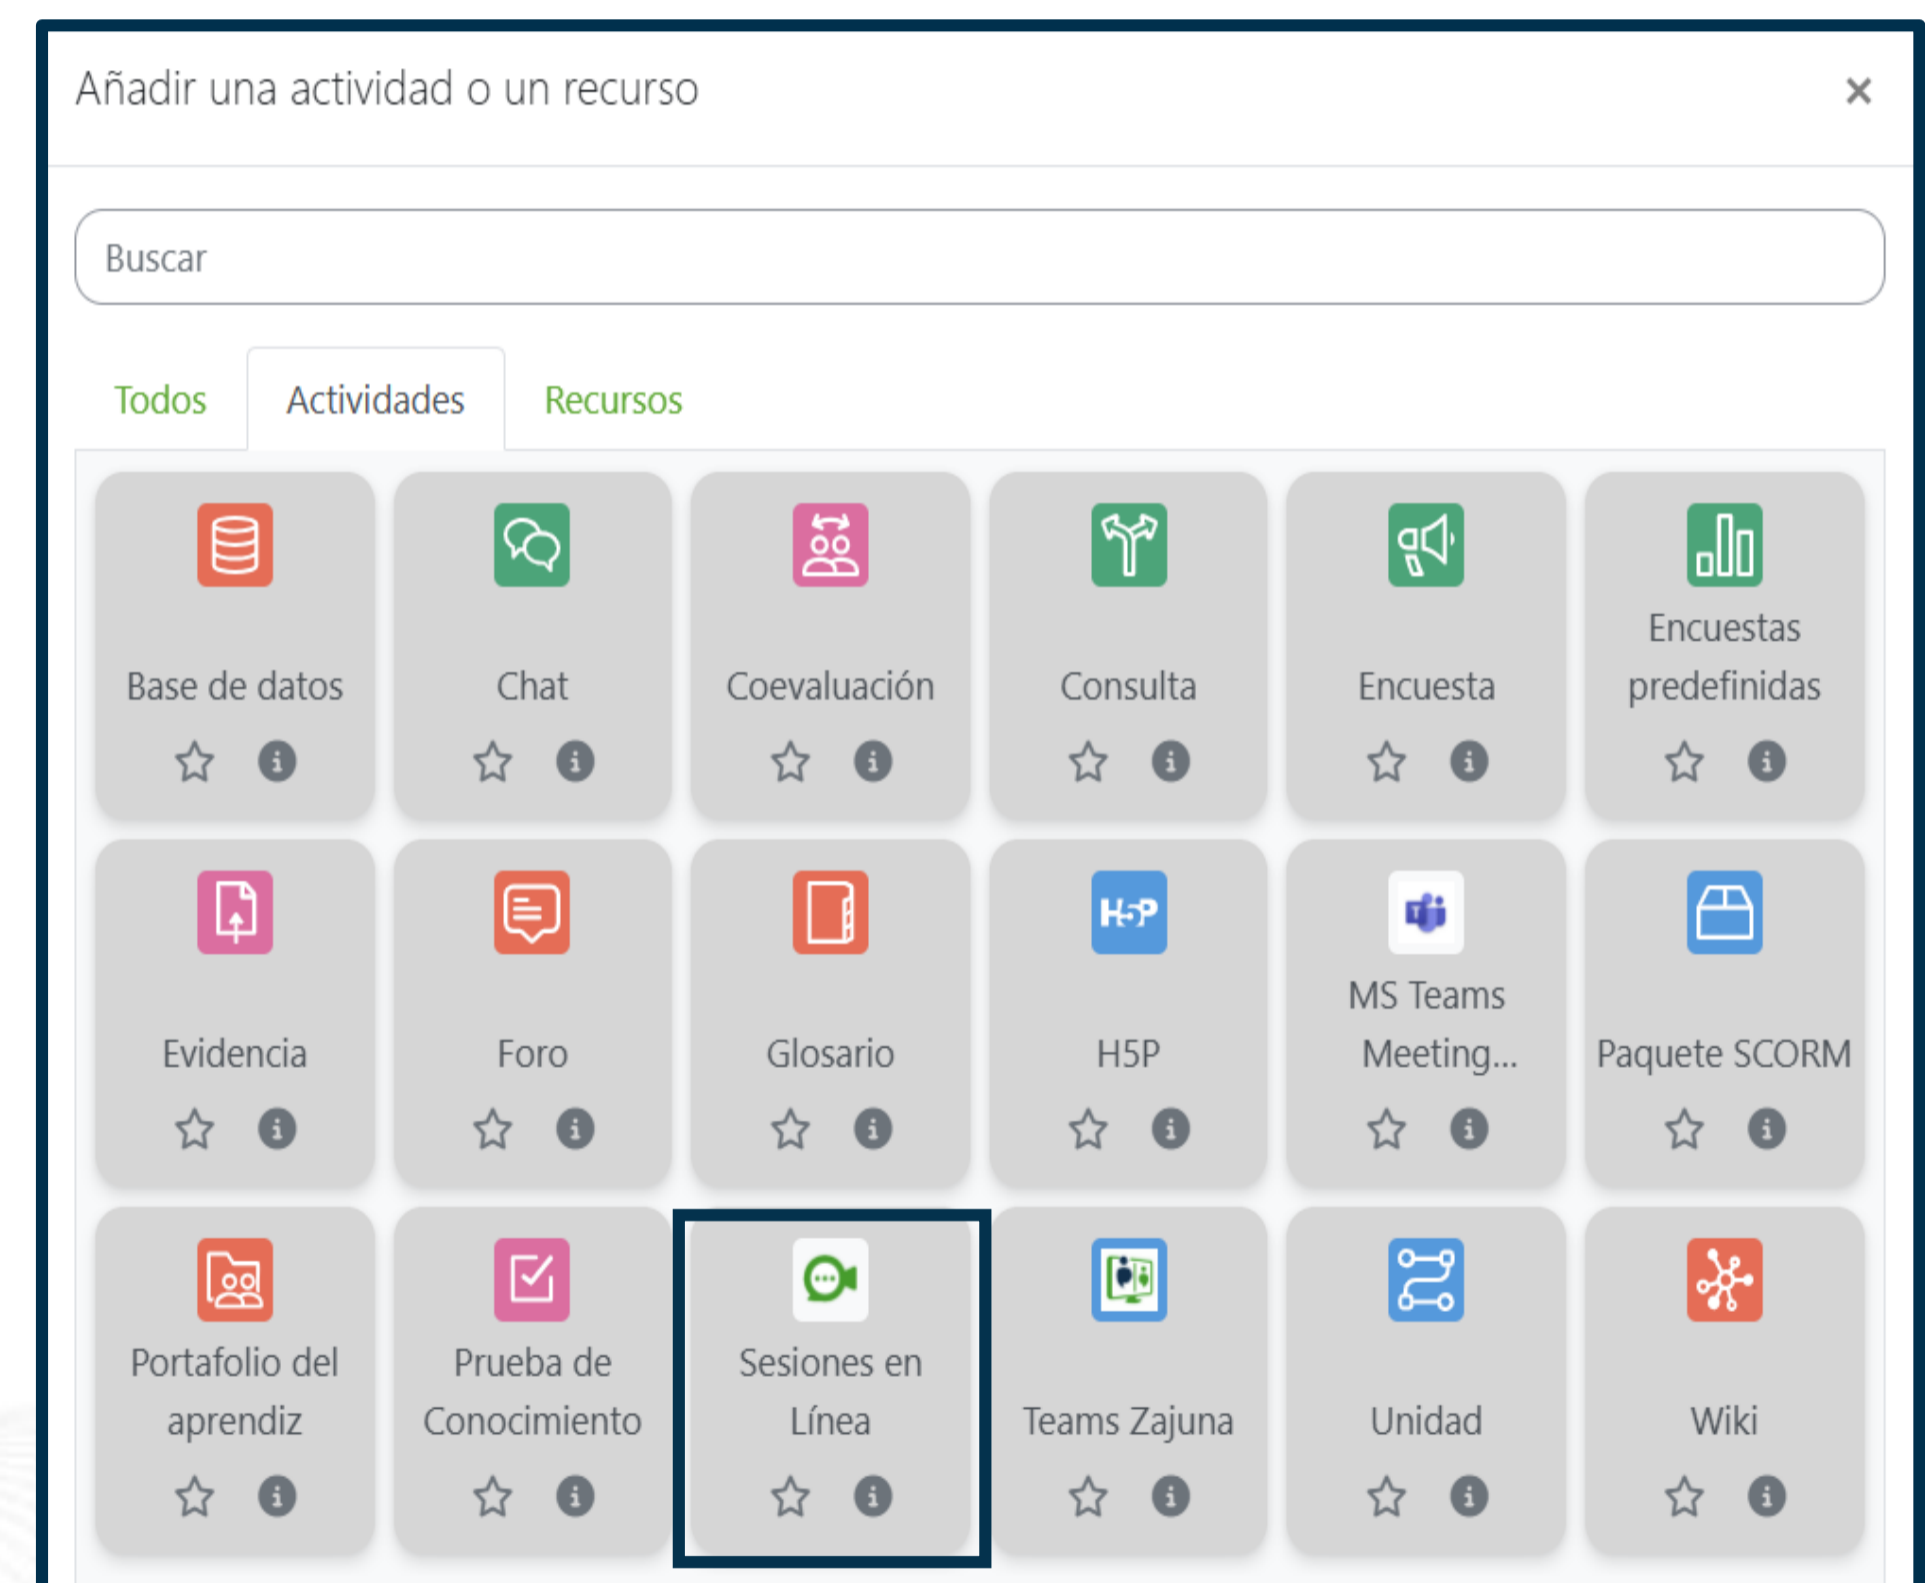 Añadir una actividad o un recurso ×
Buscar
Todos Actividades Recursos
Base de datos
Chat
Coevaluación
Consulta
Encuesta
Encuestas
predefinidas
Evidencia
Foro
Glosario
H5P
H5P
MS Teams
Meeting...
Paquete SCORM
Portafolio del
aprendiz
Prueba de
Conocimiento
Sesiones en
Línea
Teams Zajuna
Unidad
Wiki